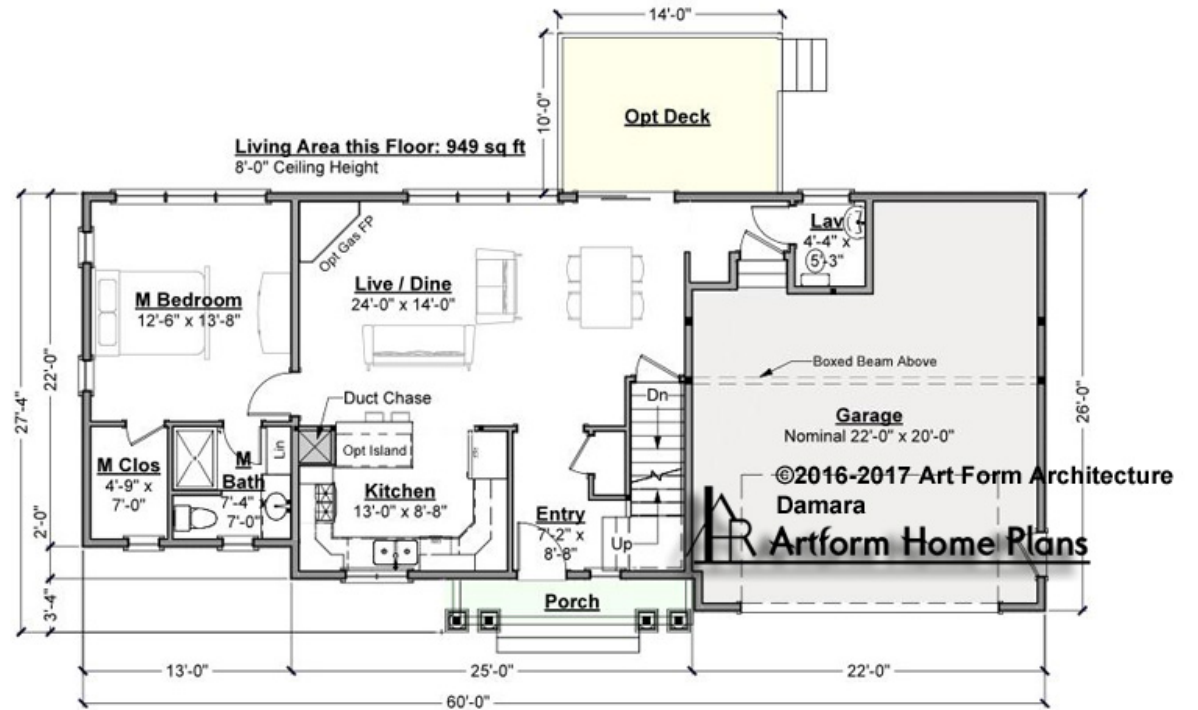 14'-0"
10'-0"
Opt Deck
Living Area this Floor: 949 sq ft
8'-0" Ceiling Height
Opt Gas FP
Lav
4'-4" x
5'-3"
M Bedroom
12'-6" x 13'-8"
Live / Dine
24'-0" x 14'-0"
27'-4"
22'-0"
Boxed Beam Above
26'-0"
Duct Chase
Dn
Garage
Nominal 22'-0" x 20'-0"
M Clos
4'-9" x
7'-0"
M
Bath
7'-4" x
7'-0"
Lin
Opt Island
Kitchen
13'-0" x 8'-8"
Entry
7'-2" x
8'-8"
Up
©2016-2017 Art Form Architecture
Damara
AR Artform Home Plans
2'-0"
3'-4"
Porch
13'-0"
25'-0"
22'-0"
60'-0"